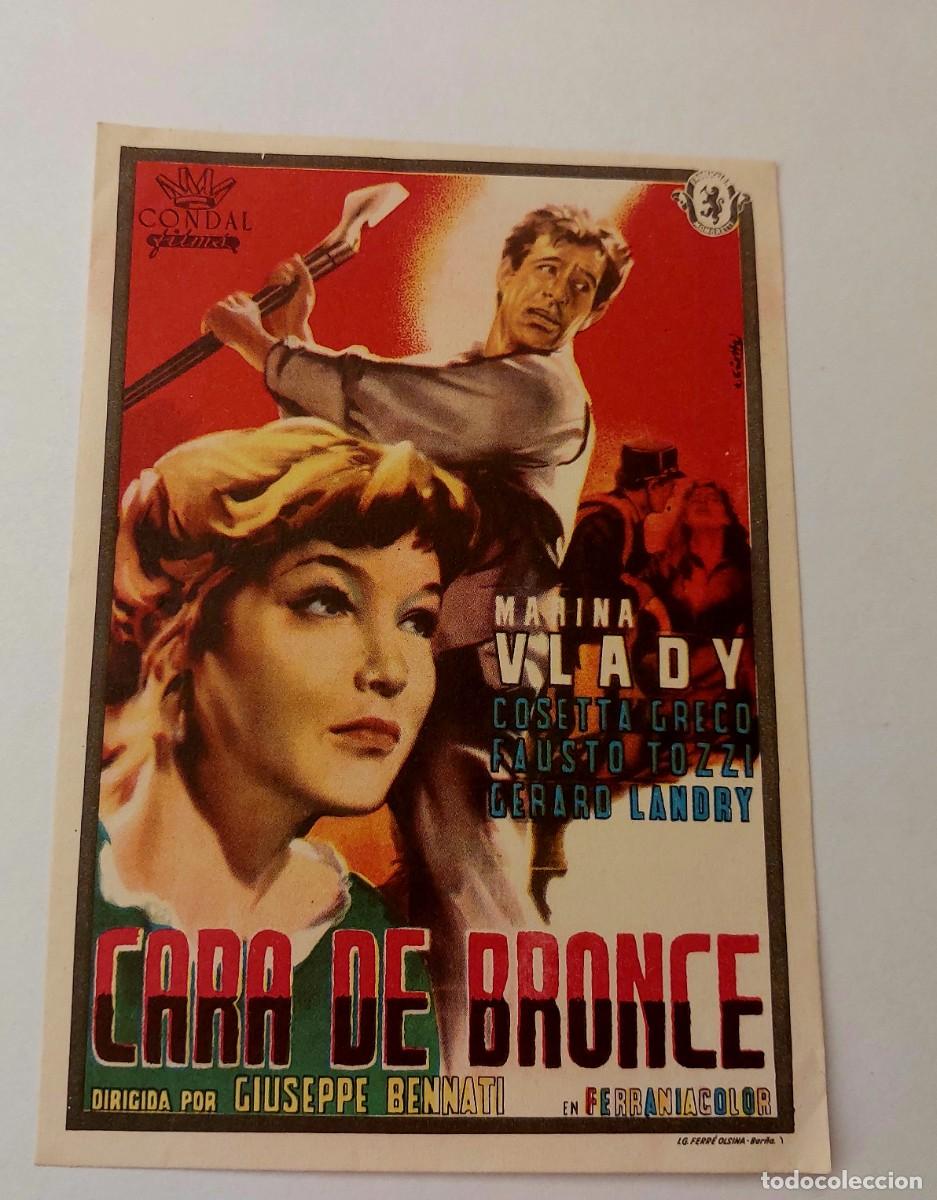 CONDAL
films
MARINA
VLADY
COSETTA GRECO
FAUSTO TOZZI
GERARD LANDRY
CARA DE BRONCE
DIRIGIDA POR GIUSEPPE BENNATI
EN FERRANIACOLOR
I.G. FERRÉ OLSINA - Barña. 1
todocoleccion